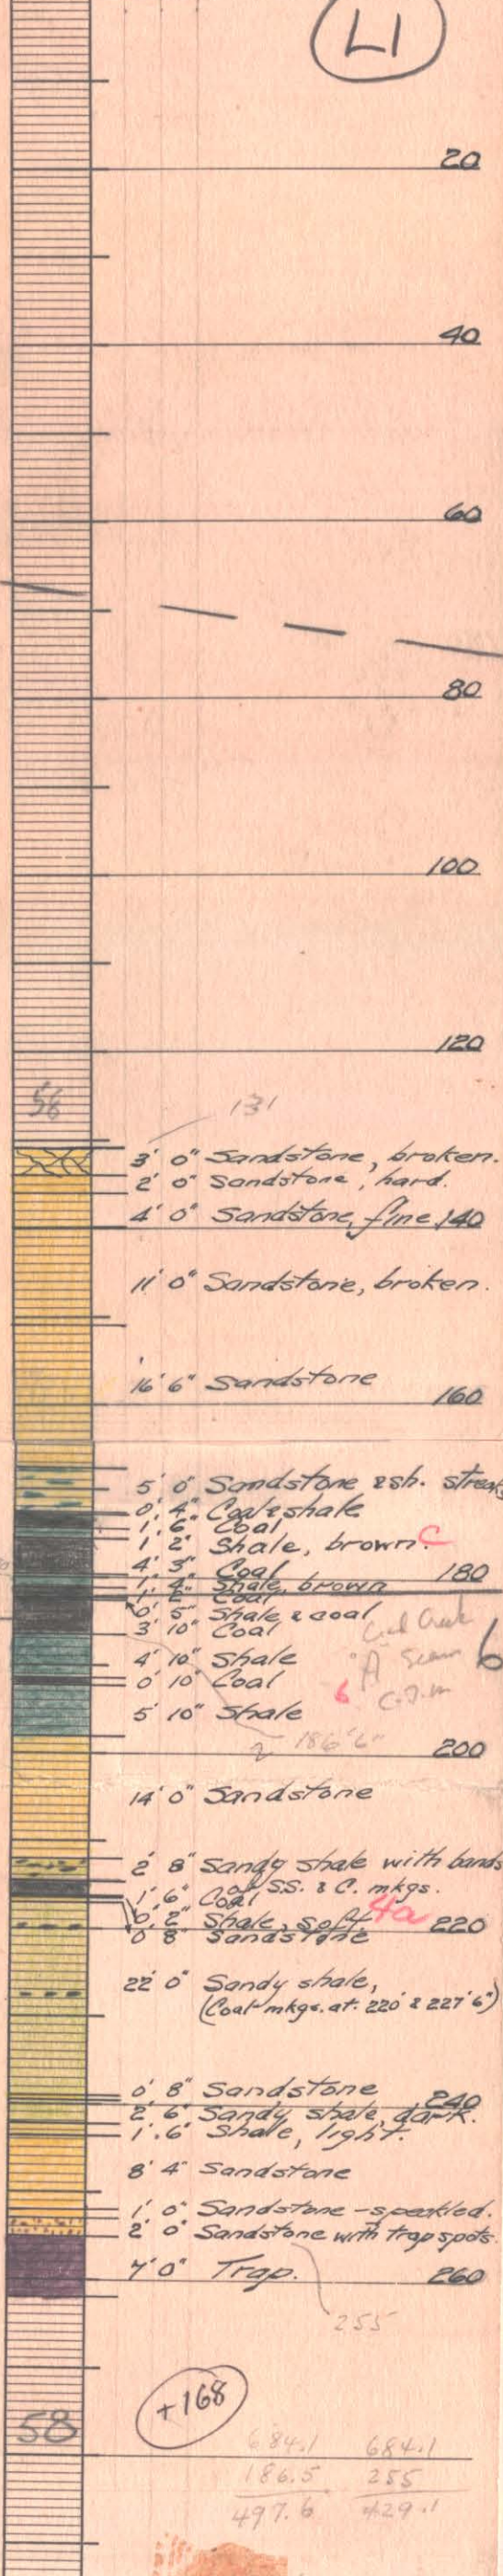 L1
20
40
60
80
100
120
56
131
3' 0" Sandstone, broken.
2' 0" Sandstone, hard.
4' 0" Sandstone, fine 140
11' 0" Sandstone, broken.
16' 6" Sandstone
160
5' 0" Sandstone & sh. streaks
0' 4" Coal & shale
1' 6" Coal
1' 2" Shale, brown. C
4' 3" Coal
180
1' 4" Shale, brown
1' 2" Coal
0' 5" Shale & coal
3' 10" Coal
Coal Creek
"A" Seam
6
4' 10" Shale
0' 10" Coal
6 C.J.m
5' 10" Shale
186' 6"
200
14' 0" Sandstone
2' 8" Sandy shale with bands
of S.S. & C. mkgs.
1' 6" Coal
4a
0' 2" Shale, soft.
220
0' 8" Sandstone
22' 0" Sandy shale,
(Coal mkgs. at 220' & 227' 6")
0' 8" Sandstone
240
2' 6" Sandy shale, dark.
1' 6" Shale, light.
8' 4" Sandstone
1' 0" Sandstone - speckled.
2' 0" Sandstone with trap spots.
7' 0" Trap.
260
255
+168
58
684.1 684.1
186.5 255
497.6 429.1